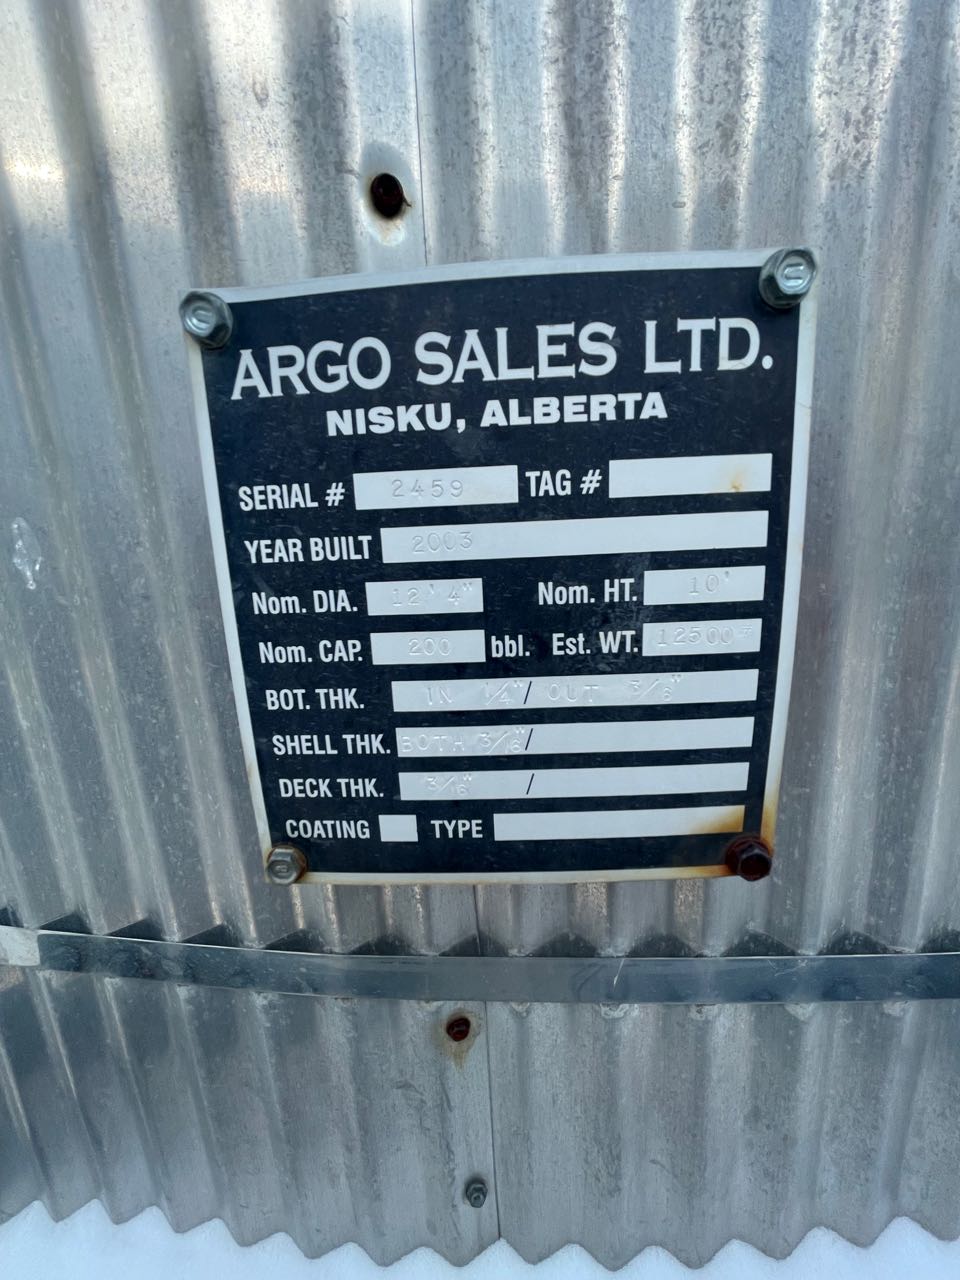 ARGO SALES LTD.
NISKU, ALBERTA
SERIAL # 2459 TAG #
YEAR BUILT 2003
Nom. DIA. 12' 4" Nom. HT. 10'
Nom. CAP. 200 bbl. Est. WT. 12500#
BOT. THK. IN 1/4" / OUT 3/16"
SHELL THK. BOTH 3/16" /
DECK THK. 3/16" /
COATING TYPE